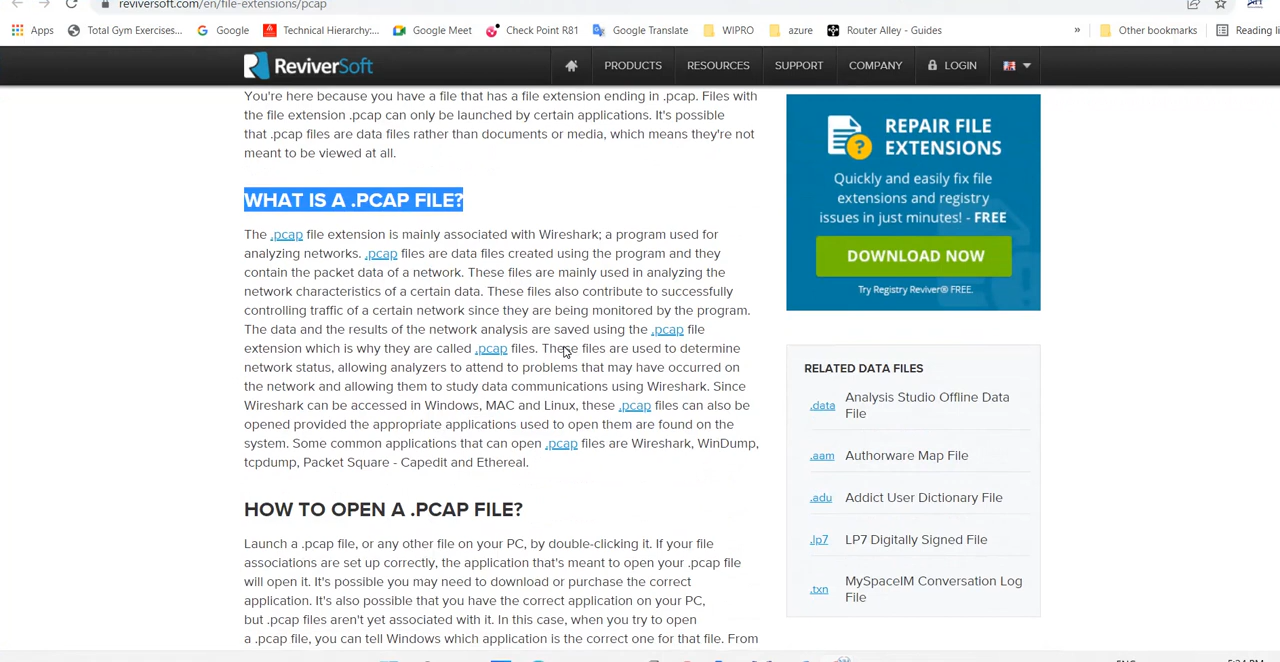 reviversoft.com/en/file-extensions/pcap
Apps
Total Gym Exercises...
Google
Technical Hierarchy:...
Google Meet
Check Point R81
Google Translate
WIPRO
azure
Router Alley - Guides
»
Other bookmarks
Reading li
ReviverSoft
PRODUCTS
RESOURCES
SUPPORT
COMPANY
LOGIN
You're here because you have a file that has a file extension ending in .pcap. Files with
the file extension .pcap can only be launched by certain applications. It's possible
that .pcap files are data files rather than documents or media, which means they're not
meant to be viewed at all.
WHAT IS A .PCAP FILE?
The .pcap file extension is mainly associated with Wireshark; a program used for
analyzing networks. .pcap files are data files created using the program and they
contain the packet data of a network. These files are mainly used in analyzing the
network characteristics of a certain data. These files also contribute to successfully
controlling traffic of a certain network since they are being monitored by the program.
The data and the results of the network analysis are saved using the .pcap file
extension which is why they are called .pcap files. These files are used to determine
network status, allowing analyzers to attend to problems that may have occurred on
the network and allowing them to study data communications using Wireshark. Since
Wireshark can be accessed in Windows, MAC and Linux, these .pcap files can also be
opened provided the appropriate applications used to open them are found on the
system. Some common applications that can open .pcap files are Wireshark, WinDump,
tcpdump, Packet Square - Capedit and Ethereal.
HOW TO OPEN A .PCAP FILE?
Launch a .pcap file, or any other file on your PC, by double-clicking it. If your file
associations are set up correctly, the application that's meant to open your .pcap file
will open it. It's possible you may need to download or purchase the correct
application. It's also possible that you have the correct application on your PC,
but .pcap files aren't yet associated with it. In this case, when you try to open
a .pcap file, you can tell Windows which application is the correct one for that file. From
REPAIR FILE
EXTENSIONS
Quickly and easily fix file
extensions and registry
issues in just minutes! - FREE
DOWNLOAD NOW
Try Registry Reviver® FREE.
RELATED DATA FILES
.data Analysis Studio Offline Data
File
.aam Authorware Map File
.adu Addict User Dictionary File
.lp7 LP7 Digitally Signed File
.txn MySpaceIM Conversation Log
File